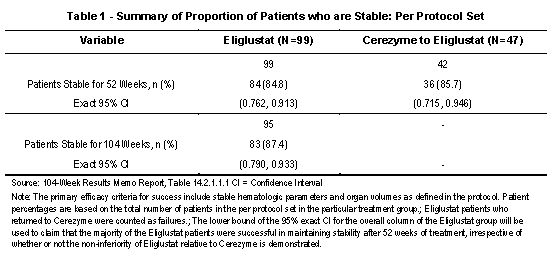 Table 1 - Summary of Proportion of Patients who are Stable: Per Protocol Set
Variable Eliglustat (N=99) Cerezyme to Eliglustat (N=47)
99 42
Patients Stable for 52 Weeks, n (%) 84 (84.8) 36 (85.7)
Exact 95% CI (0.762, 0.913) (0.715, 0.946)
95 -
Patients Stable for 104 Weeks, n (%) 83 (87.4) -
Exact 95% CI (0.790, 0.933) -
Source: 104-Week Results Memo Report, Table 14.2.1.1.1 CI = Confidence Interval
Note: The primary efficacy criteria for success include stable hematologic parameters and organ volumes as defined in the protocol. Patient
percentages are based on the total number of patients in the per protocol set in the particular treatment group.; Eliglustat patients who
returned to Cerezyme were counted as failures.; The lower bound of the 95% exact CI for the overall column of the Eliglustat group will be
used to claim that the majority of the Eliglustat patients were successful in maintaining stability after 52 weeks of treatment, irrespective of
whether or not the non-inferiority of Eliglustat relative to Cerezyme is demonstrated.